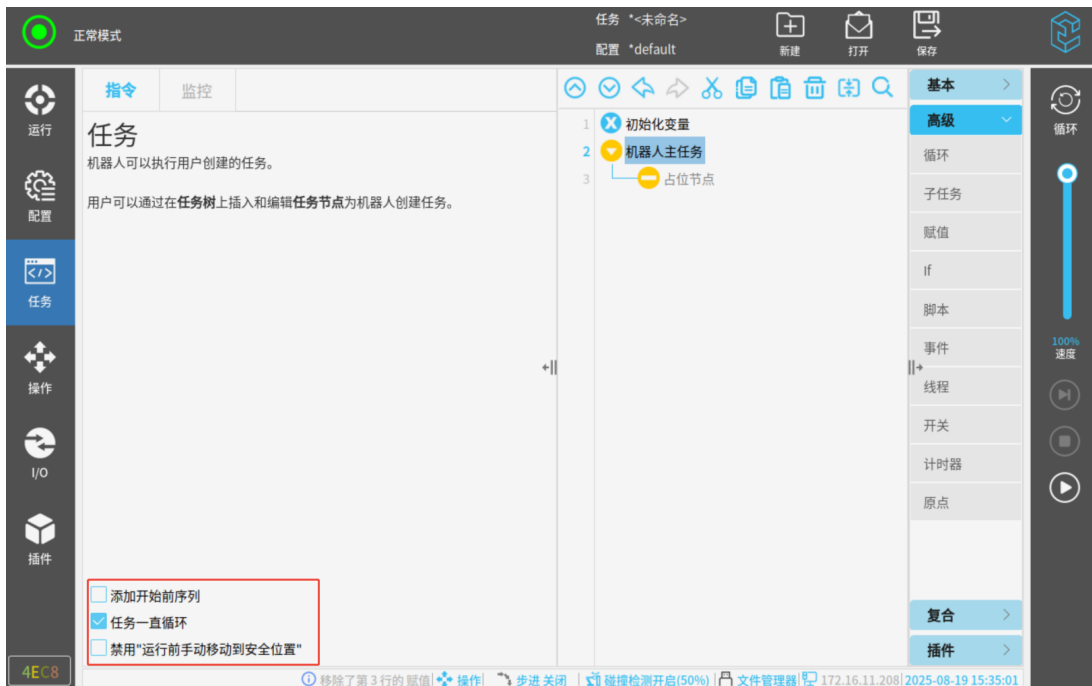 正常模式
任务 *<未命名>
配置 *default
新建
打开
保存
运行
配置
任务
操作
I/O
插件
4EC8
指令
监控
任务
机器人可以执行用户创建的任务。
用户可以通过在任务树上插入和编辑任务节点为机器人创建任务。
添加开始前序列
任务一直循环
禁用"运行前手动移动到安全位置"
1 初始化变量
2 机器人主任务
3 占位节点
基本
高级
循环
子任务
赋值
If
脚本
事件
线程
开关
计时器
原点
复合
插件
循环
100%
速度
移除了第 3 行的 赋值 操作 步进 关闭 碰撞检测开启(50%) 文件管理器 172.16.11.208 2025-08-19 15:35:01